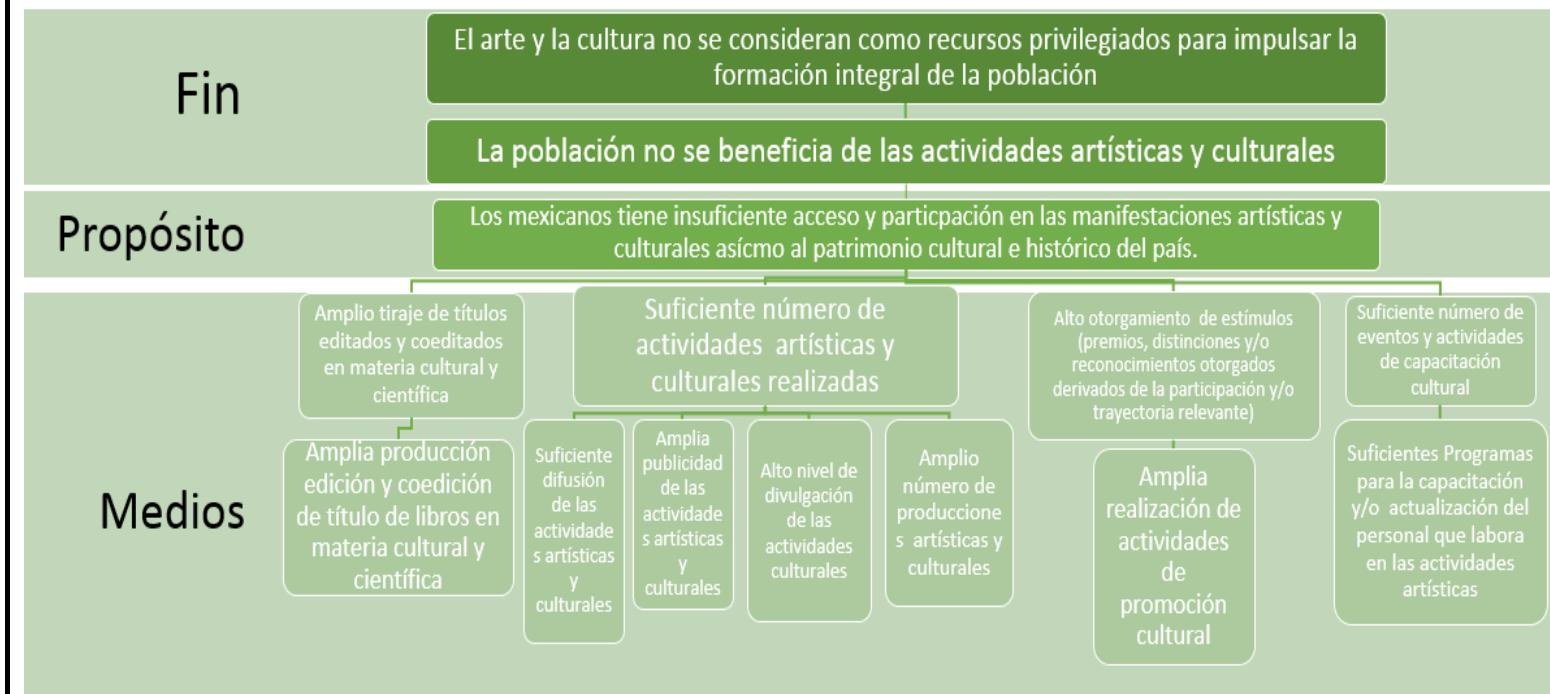 Fin
El arte y la cultura no se consideran como recursos privilegiados para impulsar la
formación integral de la población
La población no se beneficia de las actividades artísticas y culturales
Propósito
Los mexicanos tiene insuficiente acceso y particpación en las manifestaciones artísticas y
culturales asícmo al patrimonio cultural e histórico del país.
Medios
Amplio tiraje de títulos
editados y coeditados
en materia cultural y
científica
Suficiente número de
actividades artísticas y
culturales realizadas
Alto otorgamiento de estímulos
(premios, distinciones y/o
reconocimientos otorgados
derivados de la participación y/o
trayectoria relevante)
Suficiente número de
eventos y actividades
de capacitación
cultural
Amplia producción
edición y coedición
de título de libros en
materia cultural y
científica
Suficiente
difusión
de las
actividade
s artísticas
y
culturales
Amplia
publicidad
de las
actividade
s artísticas
y
culturales
Alto nivel de
divulgación
de las
actividades
culturales
Amplio
número de
produccione
s artísticas y
culturales
Amplia
realización de
actividades
de
promoción
cultural
Suficientes Programas
para la capacitación
y/o actualización del
personal que labora
en las actividades
artísticas